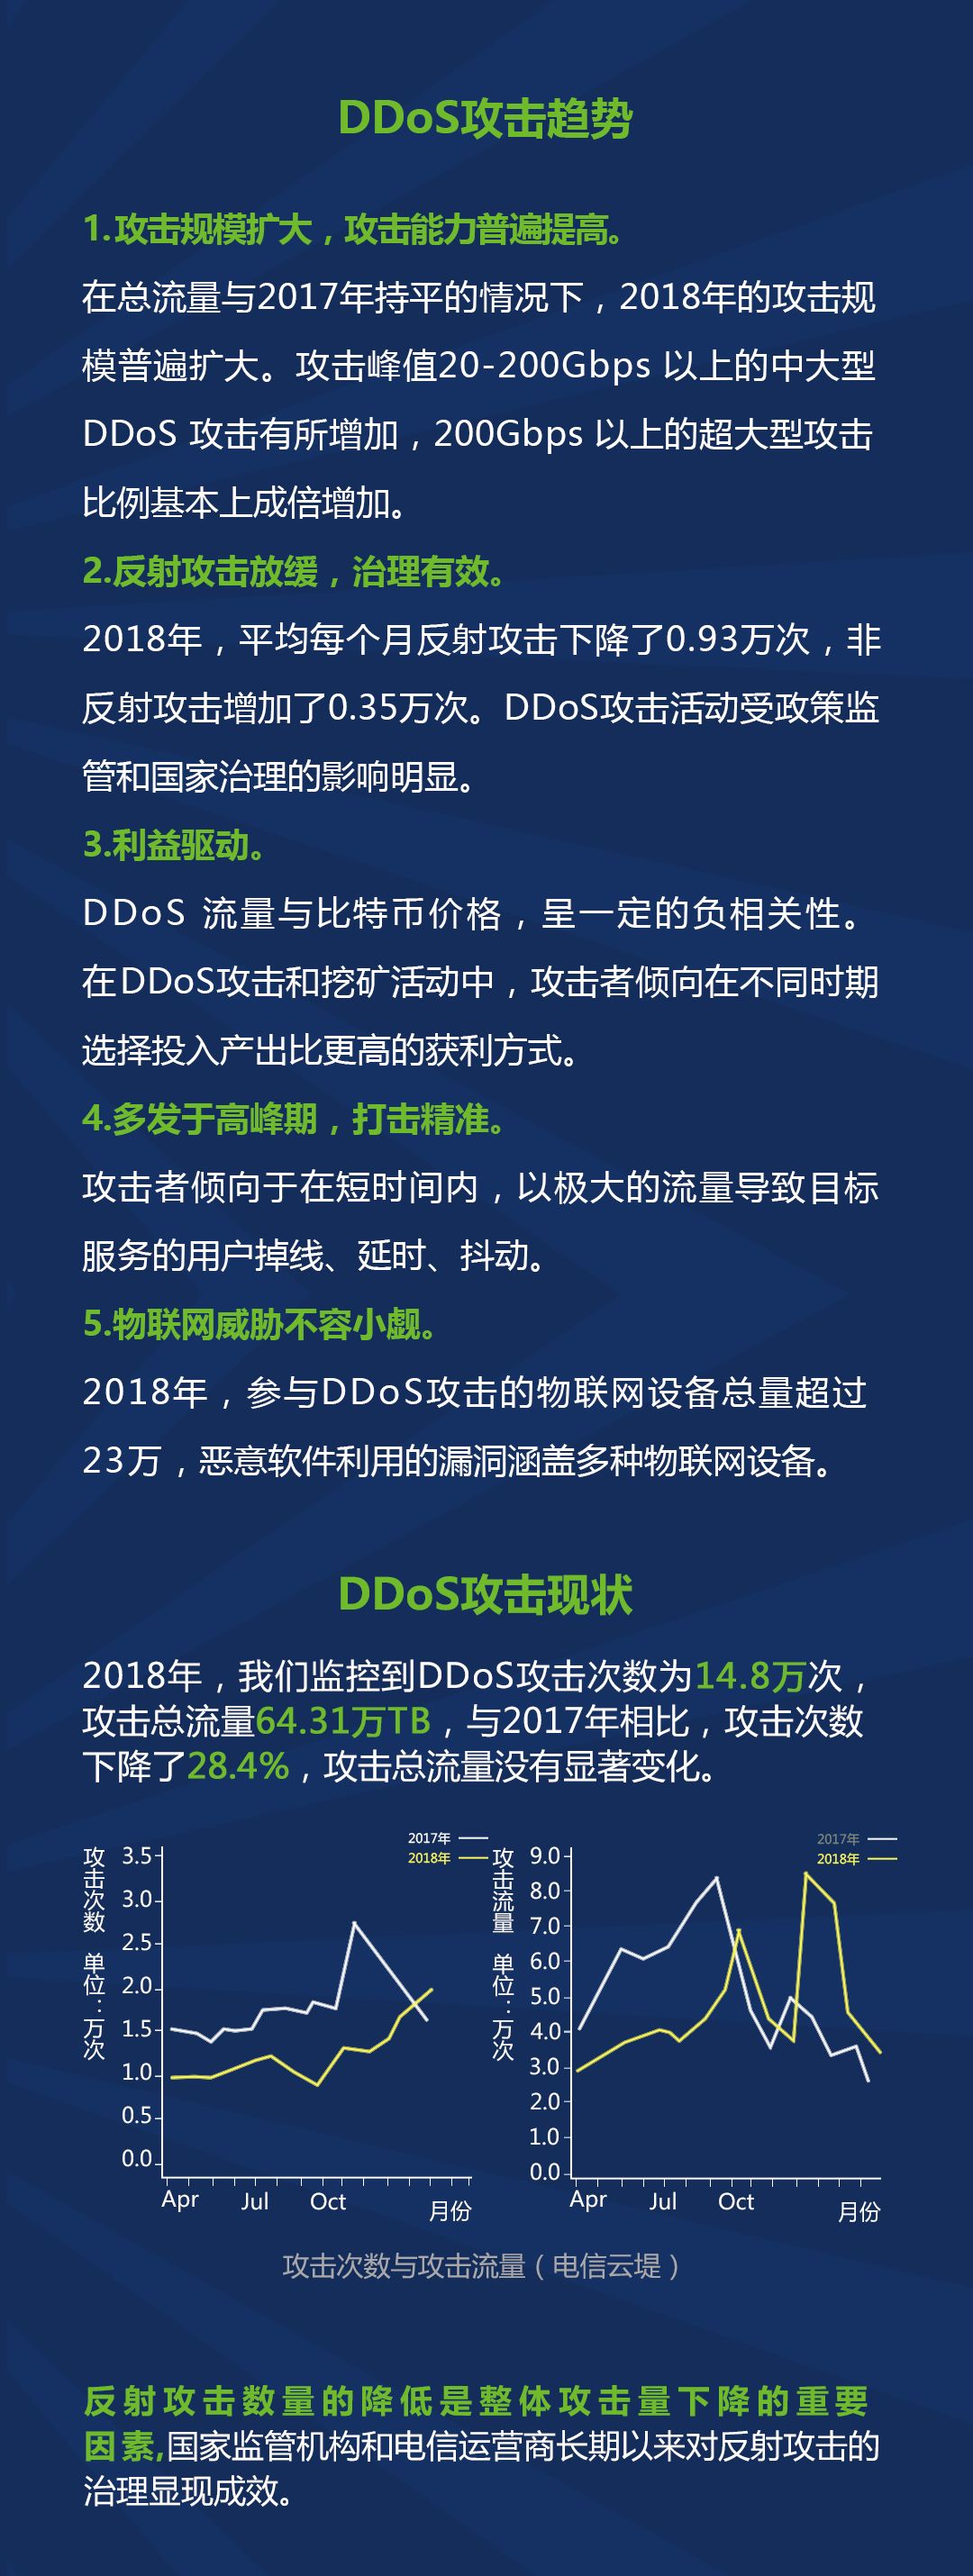 DDoS攻击趋势
1.攻击规模扩大，攻击能力普遍提高。
在总流量与2017年持平的情况下，2018年的攻击规
模普遍扩大。攻击峰值20-200Gbps 以上的中大型
DDoS 攻击有所增加，200Gbps 以上的超大型攻击
比例基本上成倍增加。
2.反射攻击放缓，治理有效。
2018年，平均每个月反射攻击下降了0.93万次，非
反射攻击增加了0.35万次。DDoS攻击活动受政策监
管和国家治理的影响明显。
3.利益驱动。
DDoS 流量与比特币价格，呈一定的负相关性。
在DDoS攻击和挖矿活动中，攻击者倾向在不同时期
选择投入产出比更高的获利方式。
4.多发于高峰期，打击精准。
攻击者倾向于在短时间内，以极大的流量导致目标
服务的用户掉线、延时、抖动。
5.物联网威胁不容小觑。
2018年，参与DDoS攻击的物联网设备总量超过
23万，恶意软件利用的漏洞涵盖多种物联网设备。
DDoS攻击现状
2018年，我们监控到DDoS攻击次数为14.8万次，
攻击总流量64.31万TB，与2017年相比，攻击次数
下降了28.4%，攻击总流量没有显著变化。
攻击次数 单位：万次
2017年
2018年
3.5
3.0
2.5
2.0
1.5
1.0
0.5
0.0
Apr Jul Oct 月份
攻击流量 单位：万次
2017年
2018年
9.0
8.0
7.0
6.0
5.0
4.0
3.0
2.0
1.0
0.0
Apr Jul Oct 月份
攻击次数与攻击流量（电信云堤）
反射攻击数量的降低是整体攻击量下降的重要
因素,国家监管机构和电信运营商长期以来对反射攻击的
治理显现成效。